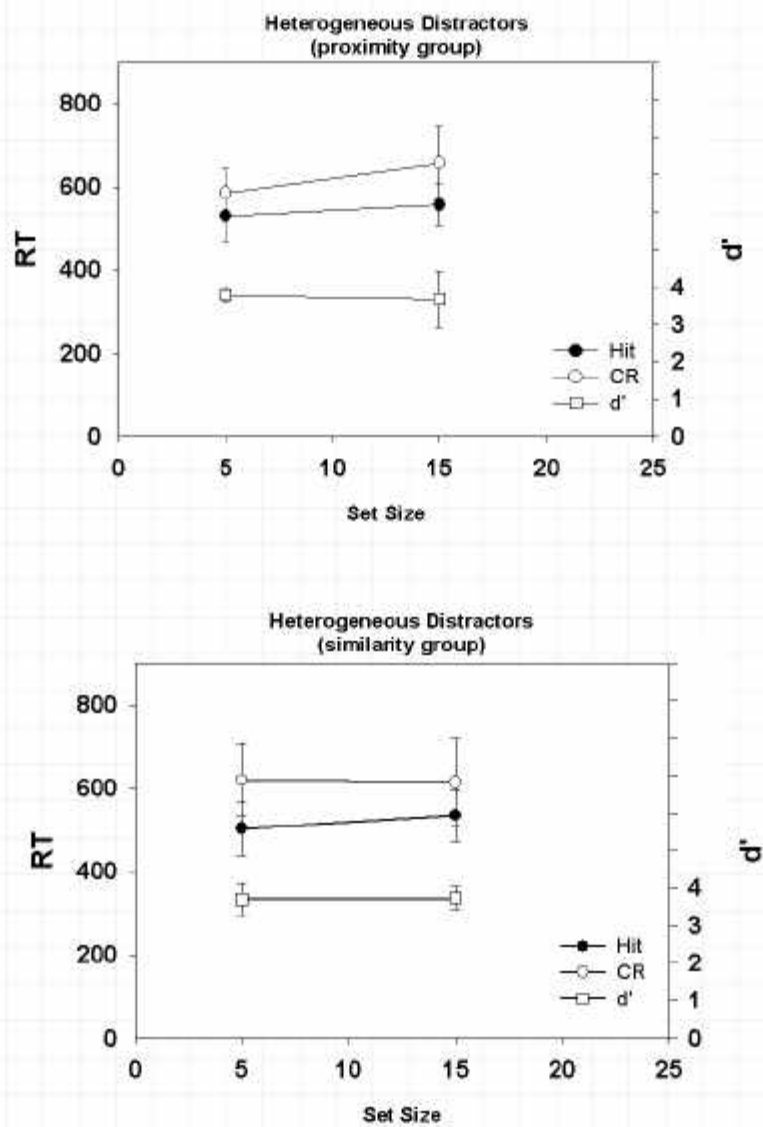 Heterogeneous Distractors
(proximity group)
800
600
400
200
0
RT
4
3
2
1
0
d'
Hit
CR
d'
0 5 10 15 20 25
Set Size
Heterogeneous Distractors
(similarity group)
800
600
400
200
0
RT
4
3
2
1
0
d'
Hit
CR
d'
0 5 10 15 20 25
Set Size